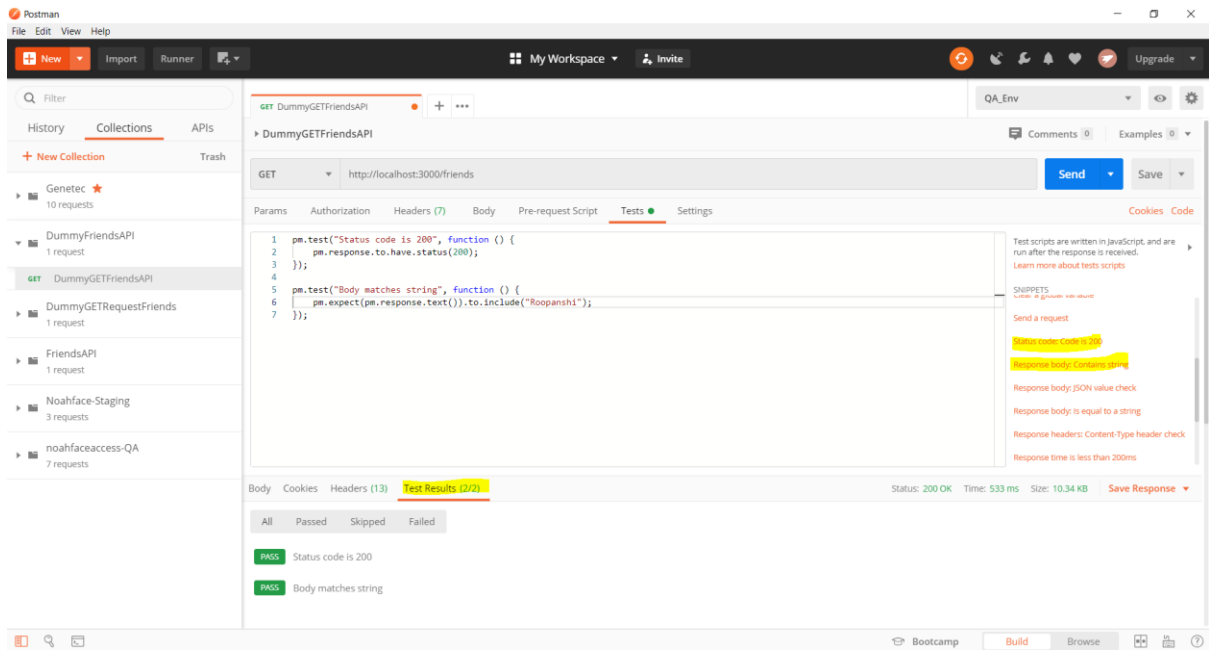 Postman
File Edit View Help
New Import Runner My Workspace Invite Upgrade
Filter
History Collections APIs
+ New Collection Trash
Genetec
10 requests
DummyFriendsAPI
1 request
GET DummyGETFriendsAPI
DummyGETRequestFriends
1 request
FriendsAPI
1 request
Noahface-Staging
3 requests
noahfaceaccess-QA
7 requests
GET DummyGETFriendsAPI + ••• QA_Env
DummyGETFriendsAPI Comments 0 Examples 0
GET http://localhost:3000/friends Send Save
Params Authorization Headers (7) Body Pre-request Script Tests Settings Cookies Code
1 pm.test("Status code is 200", function () {
2 pm.response.to.have.status(200);
3 });
4
5 pm.test("Body matches string", function () {
6 pm.expect(pm.response.text()).to.include("Roopanshi");
7 });
Test scripts are written in JavaScript, and are
run after the response is received.
Learn more about tests scripts
SNIPPETS
Clear a global variable
Send a request
Status code: Code is 200
Response body: Contains string
Response body: JSON value check
Response body: Is equal to a string
Response headers: Content-Type header check
Response time is less than 200ms
Body Cookies Headers (13) Test Results (2/2) Status: 200 OK Time: 533 ms Size: 10.34 KB Save Response
All Passed Skipped Failed
PASS Status code is 200
PASS Body matches string
Bootcamp Build Browse